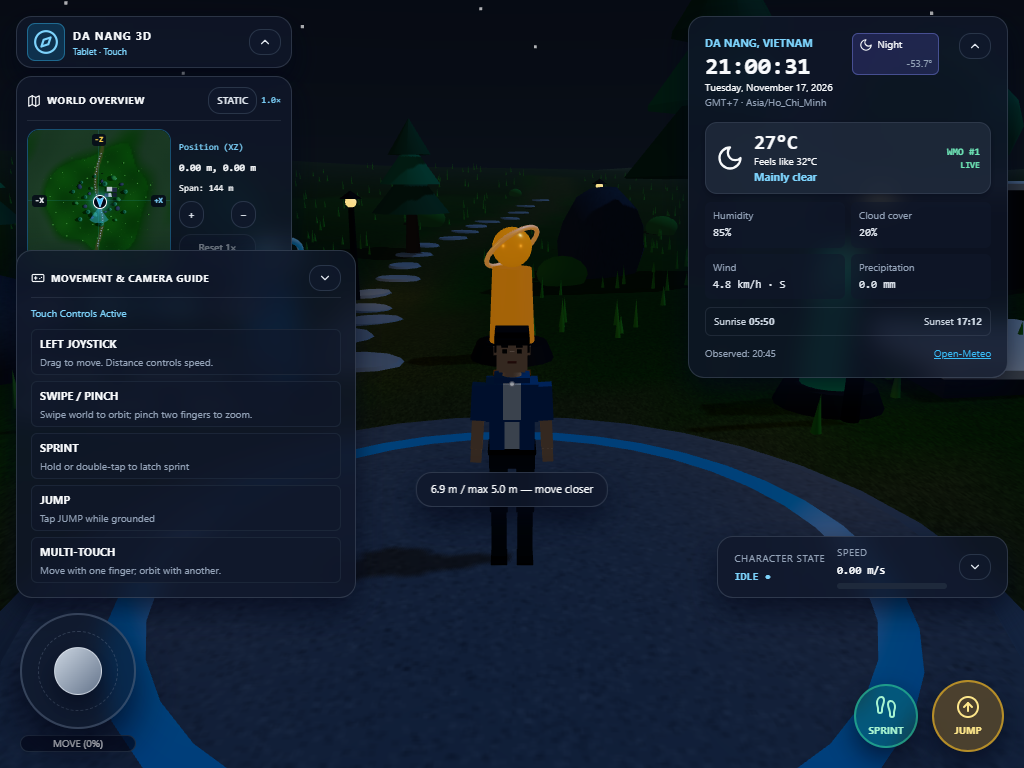 DA NANG 3D
Tablet · Touch
WORLD OVERVIEW
STATIC
1.0×
-Z
-X
+X
Position (XZ)
0.00 m, 0.00 m
Span: 144 m
+
−
Reset 1×
MOVEMENT & CAMERA GUIDE
Touch Controls Active
LEFT JOYSTICK
Drag to move. Distance controls speed.
SWIPE / PINCH
Swipe world to orbit; pinch two fingers to zoom.
SPRINT
Hold or double-tap to latch sprint
JUMP
Tap JUMP while grounded
MULTI-TOUCH
Move with one finger; orbit with another.
MOVE (0%)
6.9 m / max 5.0 m — move closer
DA NANG, VIETNAM
21:00:31
Tuesday, November 17, 2026
GMT+7 · Asia/Ho_Chi_Minh
Night
-53.7°
27°C
Feels like 32°C
Mainly clear
WMO #1
LIVE
Humidity
85%
Cloud cover
20%
Wind
4.8 km/h · S
Precipitation
0.0 mm
Sunrise 05:50
Sunset 17:12
Observed: 20:45
Open-Meteo
CHARACTER STATE
IDLE
SPEED
0.00 m/s
SPRINT
JUMP